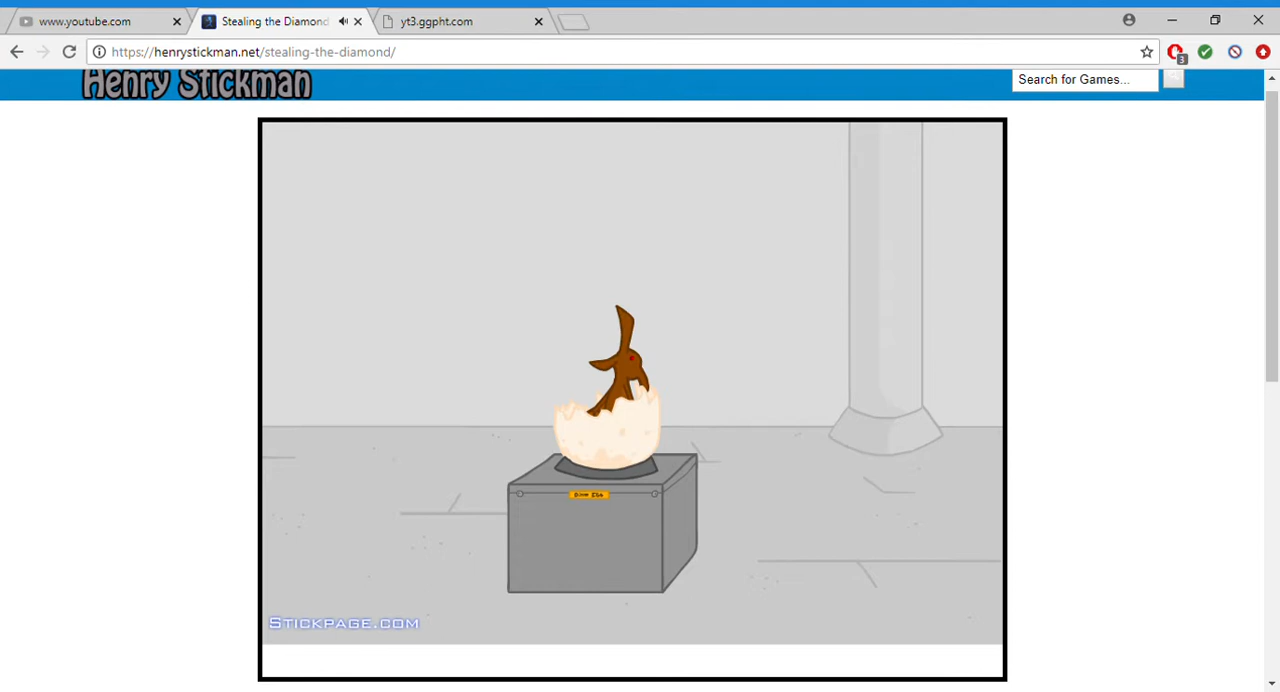 www.youtube.com
Stealing the Diamond
yt3.ggpht.com
https://henrystickman.net/stealing-the-diamond/
3
Henry Stickman
Search for Games...
STICKPAGE.COM